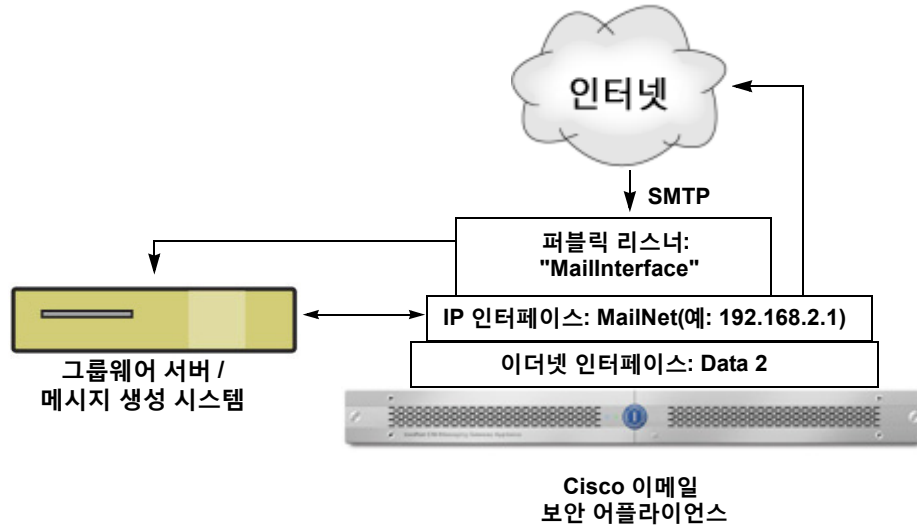 인터넷
SMTP
퍼블릭 리스너:
"MailInterface"
IP 인터페이스: MailNet(예: 192.168.2.1)
이더넷 인터페이스: Data 2
그룹웨어 서버 /
메시지 생성 시스템
Cisco 이메일
보안 어플라이언스